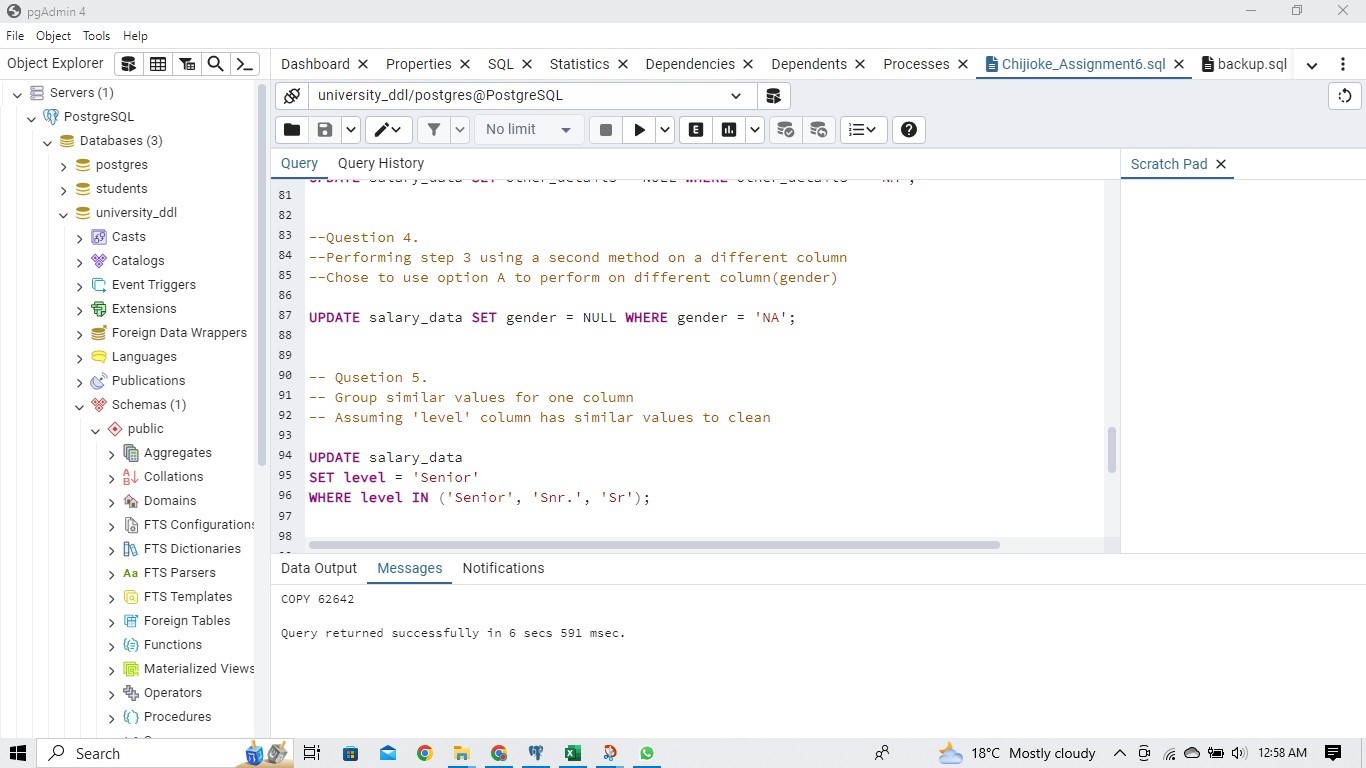 pgAdmin 4
File Object Tools Help
Object Explorer
Dashboard Properties SQL Statistics Dependencies Dependents Processes Chijioke_Assignment6.sql backup.sql
Servers (1)
PostgreSQL
Databases (3)
postgres
students
university_ddl
Casts
Catalogs
Event Triggers
Extensions
Foreign Data Wrappers
Languages
Publications
Schemas (1)
public
Aggregates
Collations
Domains
FTS Configurations
FTS Dictionaries
FTS Parsers
FTS Templates
Foreign Tables
Functions
Materialized Views
Operators
Procedures
university_ddl/postgres@PostgreSQL
No limit
E
Query Query History
Scratch Pad
81
82
83 --Question 4.
84 --Performing step 3 using a second method on a different column
85 --Chose to use option A to perform on different column(gender)
86
87 UPDATE salary_data SET gender = NULL WHERE gender = 'NA';
88
89
90 -- Qusetion 5.
91 -- Group similar values for one column
92 -- Assuming 'level' column has similar values to clean
93
94 UPDATE salary_data
95 SET level = 'Senior'
96 WHERE level IN ('Senior', 'Snr.', 'Sr');
97
98
Data Output Messages Notifications
COPY 62642
Query returned successfully in 6 secs 591 msec.
Search
18°C Mostly cloudy
12:58 AM